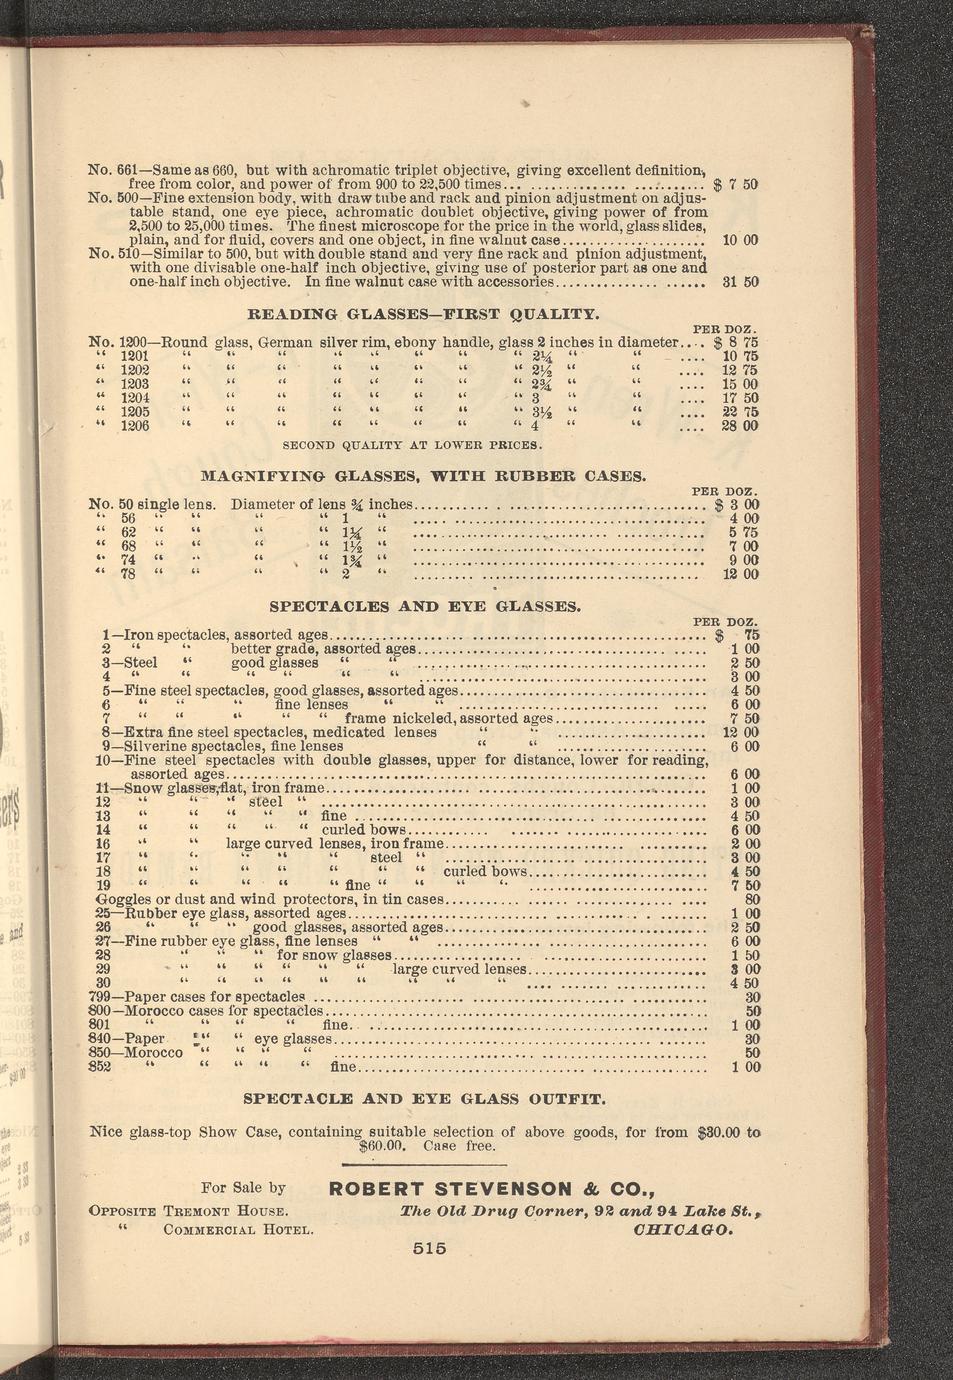 No. 661—Same as 660, but with achromatic triplet objective, giving excellent definition,
free from color, and power of from 900 to 22,500 times... ............... ............ $ 7 50
No. 500—Fine extension body, with draw tube and rack and pinion adjustment on adjus-
table stand, one eye piece, achromatic doublet objective, giving power of from
2,500 to 25,000 times. The finest microscope for the price in the world, glass slides,
plain, and for fluid, covers and one object, in fine walnut case...................... 10 00
No. 510—Similar to 500, but with double stand and very fine rack and pinion adjustment,
with one divisable one-half inch objective, giving use of posterior part as one and
one-half inch objective. In fine walnut case with accessories............... ...... 31 50
READING GLASSES—FIRST QUALITY.
PER DOZ.
No. 1200—Round glass, German silver rim, ebony handle, glass 2 inches in diameter.... $ 8 75
“ 1201 “ “ “ “ “ “ “ “ 2¼ “ “ .... 10 75
“ 1202 “ “ “ “ “ “ “ “ 2½ “ “ .... 12 75
“ 1203 “ “ “ “ “ “ “ “ 2¾ “ “ .... 15 00
“ 1204 “ “ “ “ “ “ “ “ 3 “ “ .... 17 50
“ 1205 “ “ “ “ “ “ “ “ 3½ “ “ .... 22 75
“ 1206 “ “ “ “ “ “ “ “ 4 “ “ .... 28 00
SECOND QUALITY AT LOWER PRICES.
MAGNIFYING GLASSES, WITH RUBBER CASES.
PER DOZ.
No. 50 single lens. Diameter of lens ¾ inches........................................ $ 3 00
“ 56 “ “ “ “ 1 “ ........................................ 4 00
“ 62 “ “ “ “ 1¼ “ ........................................ 5 75
“ 68 “ “ “ “ 1½ “ ........................................ 7 00
“ 74 “ “ “ “ 1¾ “ ........................................ 9 00
“ 78 “ “ “ “ 2 “ ........................................ 12 00
SPECTACLES AND EYE GLASSES.
PER DOZ.
1—Iron spectacles, assorted ages........................................ $ 75
2 “ “ better grade, assorted ages........................................ 1 00
3—Steel “ good glasses “ “ ........................................ 2 50
4 “ “ “ “ “ “ ........................................ 3 00
5—Fine steel spectacles, good glasses, assorted ages........................................ 4 50
6 “ “ “ fine lenses “ “ ........................................ 6 00
7 “ “ “ “ “ frame nickeled, assorted ages...................... 7 50
8—Extra fine steel spectacles, medicated lenses “ “ ...................... 12 00
9—Silverine spectacles, fine lenses “ “ ...................... 6 00
10—Fine steel spectacles with double glasses, upper for distance, lower for reading,
assorted ages........................................ 6 00
11—Snow glasses, flat, iron frame........................................ 1 00
12 “ “ “ steel “ ........................................ 3 00
13 “ “ “ “ “ fine ........................................ 4 50
14 “ “ “ “ “ curled bows........................................ 6 00
16 “ “ large curved lenses, iron frame........................................ 2 00
17 “ “ “ “ “ steel “ ........................................ 3 00
18 “ “ “ “ “ “ “ curled bows........................... 4 50
19 “ “ “ “ “ fine “ “ “ “ ...................... 7 50
Goggles or dust and wind protectors, in tin cases........................................ 80
25—Rubber eye glass, assorted ages........................................ 1 00
26 “ “ “ good glasses, assorted ages........................................ 2 50
27—Fine rubber eye glass, fine lenses “ “ ........................................ 6 00
28 “ “ “ for snow glasses........................................ 1 50
29 “ “ “ “ “ “ large curved lenses........................... 3 00
30 “ “ “ “ “ “ “ “ “ ........................... 4 50
799—Paper cases for spectacles ........................................ 30
800—Morocco cases for spectacles........................................ 50
801 “ “ “ “ fine. ........................................ 1 00
840—Paper “ “ eye glasses........................................ 30
850—Morocco “ “ “ “ ........................................ 50
852 “ “ “ “ “ fine........................................ 1 00
SPECTACLE AND EYE GLASS OUTFIT.
Nice glass-top Show Case, containing suitable selection of above goods, for from $30.00 to
$60.00. Case free.
For Sale by ROBERT STEVENSON & CO.,
OPPOSITE TREMONT HOUSE. The Old Drug Corner, 92 and 94 Lake St.,
“ COMMERCIAL HOTEL. CHICAGO.
515